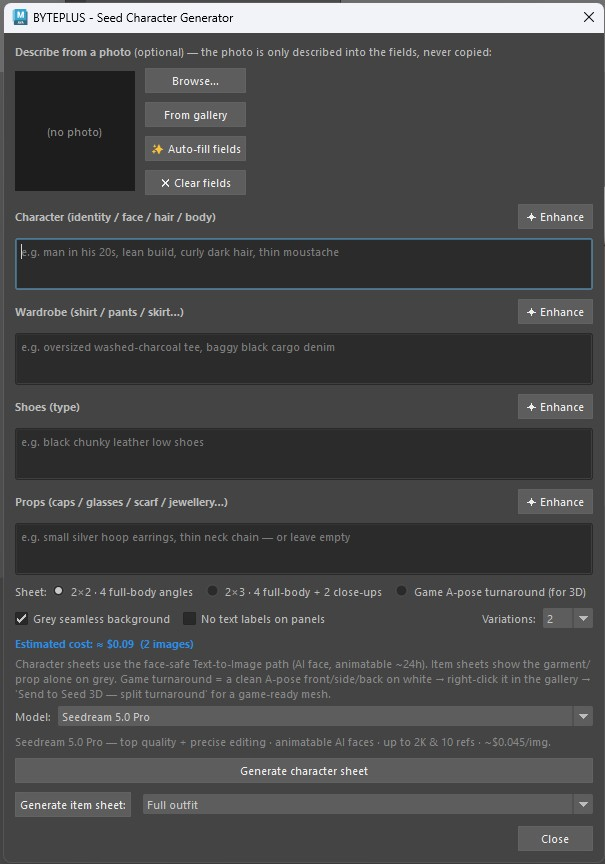 BYTEPLUS - Seed Character Generator
Describe from a photo (optional) — the photo is only described into the fields, never copied:
(no photo)
Browse...
From gallery
✨ Auto-fill fields
✕ Clear fields
Character (identity / face / hair / body)
✦ Enhance
e.g. man in his 20s, lean build, curly dark hair, thin moustache
Wardrobe (shirt / pants / skirt...)
✦ Enhance
e.g. oversized washed-charcoal tee, baggy black cargo denim
Shoes (type)
✦ Enhance
e.g. black chunky leather low shoes
Props (caps / glasses / scarf / jewellery...)
✦ Enhance
e.g. small silver hoop earrings, thin neck chain — or leave empty
Sheet: 2×2 · 4 full-body angles 2×3 · 4 full-body + 2 close-ups Game A-pose turnaround (for 3D)
Grey seamless background No text labels on panels Variations: 2
Estimated cost: ≈ $0.09 (2 images)
Character sheets use the face-safe Text-to-Image path (AI face, animatable ~24h). Item sheets show the garment/
prop alone on grey. Game turnaround = a clean A-pose front/side/back on white → right-click it in the gallery →
'Send to Seed 3D — split turnaround' for a game-ready mesh.
Model: Seedream 5.0 Pro
Seedream 5.0 Pro — top quality + precise editing · animatable AI faces · up to 2K & 10 refs · ~$0.045/img.
Generate character sheet
Generate item sheet: Full outfit
Close